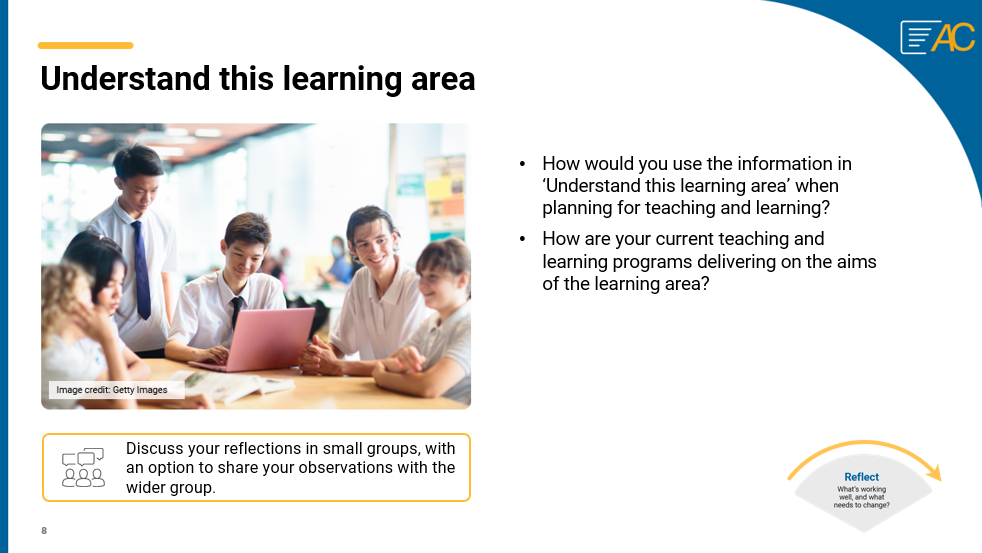 AC
Understand this learning area
Image credit: Getty Images
• How would you use the information in
‘Understand this learning area’ when
planning for teaching and learning?
• How are your current teaching and
learning programs delivering on the aims
of the learning area?
Discuss your reflections in small groups, with
an option to share your observations with the
wider group.
Reflect
What's working
well, and what
needs to change?
8